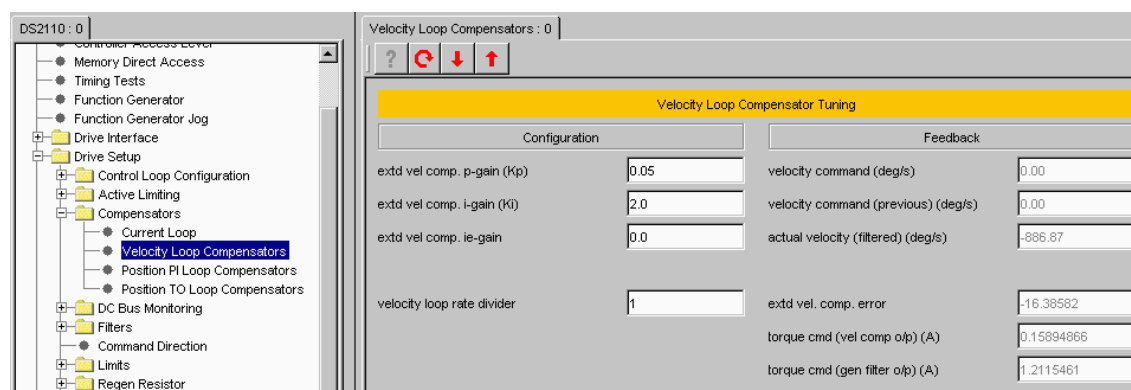 DS2110 : 0
Controller Access Level
Memory Direct Access
Timing Tests
Function Generator
Function Generator Jog
Drive Interface
Drive Setup
Control Loop Configuration
Active Limiting
Compensators
Current Loop
Velocity Loop Compensators
Position PI Loop Compensators
Position TO Loop Compensators
DC Bus Monitoring
Filters
Command Direction
Limits
Regen Resistor
Velocity Loop Compensators : 0
?
Velocity Loop Compensator Tuning
Configuration
extd vel comp. p-gain (Kp) 0.05
extd vel comp. i-gain (Ki) 2.0
extd vel comp. ie-gain 0.0
velocity loop rate divider 1
Feedback
velocity command (deg/s) 0.00
velocity command (previous) (deg/s) 0.00
actual velocity (filtered) (deg/s) -886.87
extd vel. comp. error -16.38582
torque cmd (vel comp o/p) (A) 0.15894866
torque cmd (gen filter o/p) (A) 1.2115461